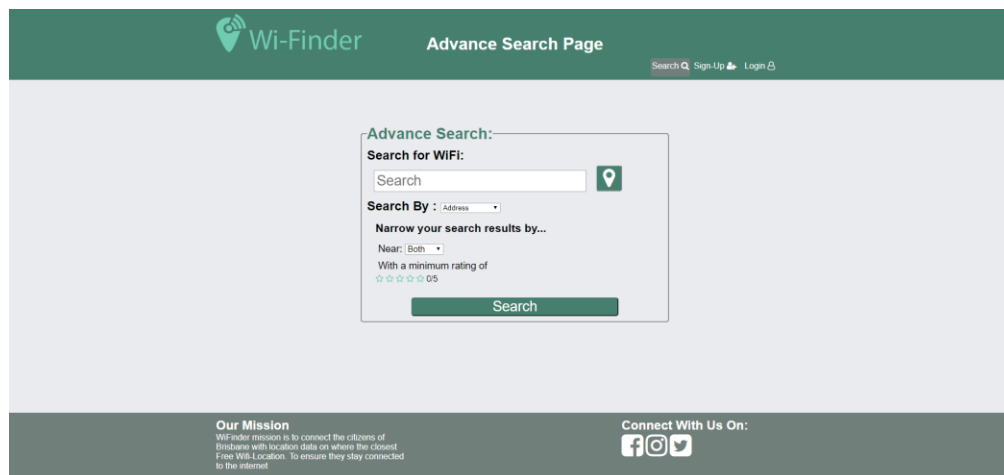 Wi-Finder
Advance Search Page
Search Sign-Up Login
Advance Search:
Search for WiFi:
Search
Search By : Address
Narrow your search results by...
Near: Both
With a minimum rating of
0/5
Search
Our Mission
WiFinder mission is to connect the citizens of
Brisbane with location data on where the closest
Free Wifi-Location. To ensure they stay connected
to the internet
Connect With Us On: